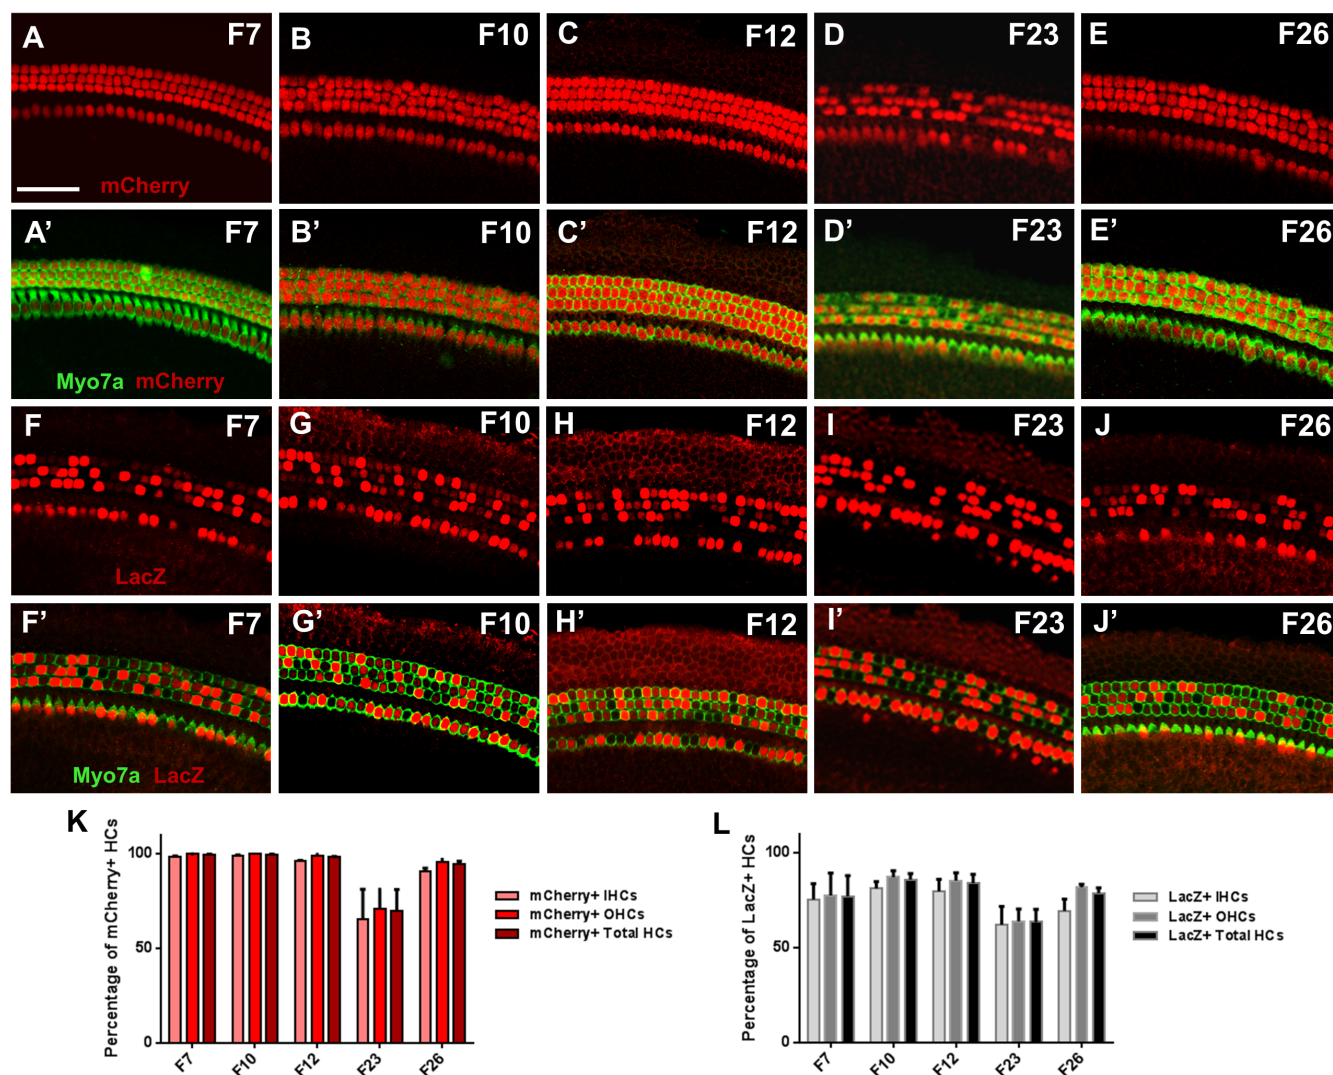 A F7
B F10
C F12
D F23
E F26
mCherry
A’ F7
B’ F10
C’ F12
D’ F23
E’ F26
Myo7a mCherry
F F7
G F10
H F12
I F23
J F26
LacZ
F’ F7
G’ F10
H’ F12
I’ F23
J’ F26
Myo7a LacZ
K
Percentage of mCherry+ HCs
100
50
0
F7
F10
F12
F23
F26
mCherry+ IHCs
mCherry+ OHCs
mCherry+ Total HCs
L
Percentage of LacZ+ HCs
100
50
0
F7
F10
F12
F23
F26
LacZ+ IHCs
LacZ+ OHCs
LacZ+ Total HCs